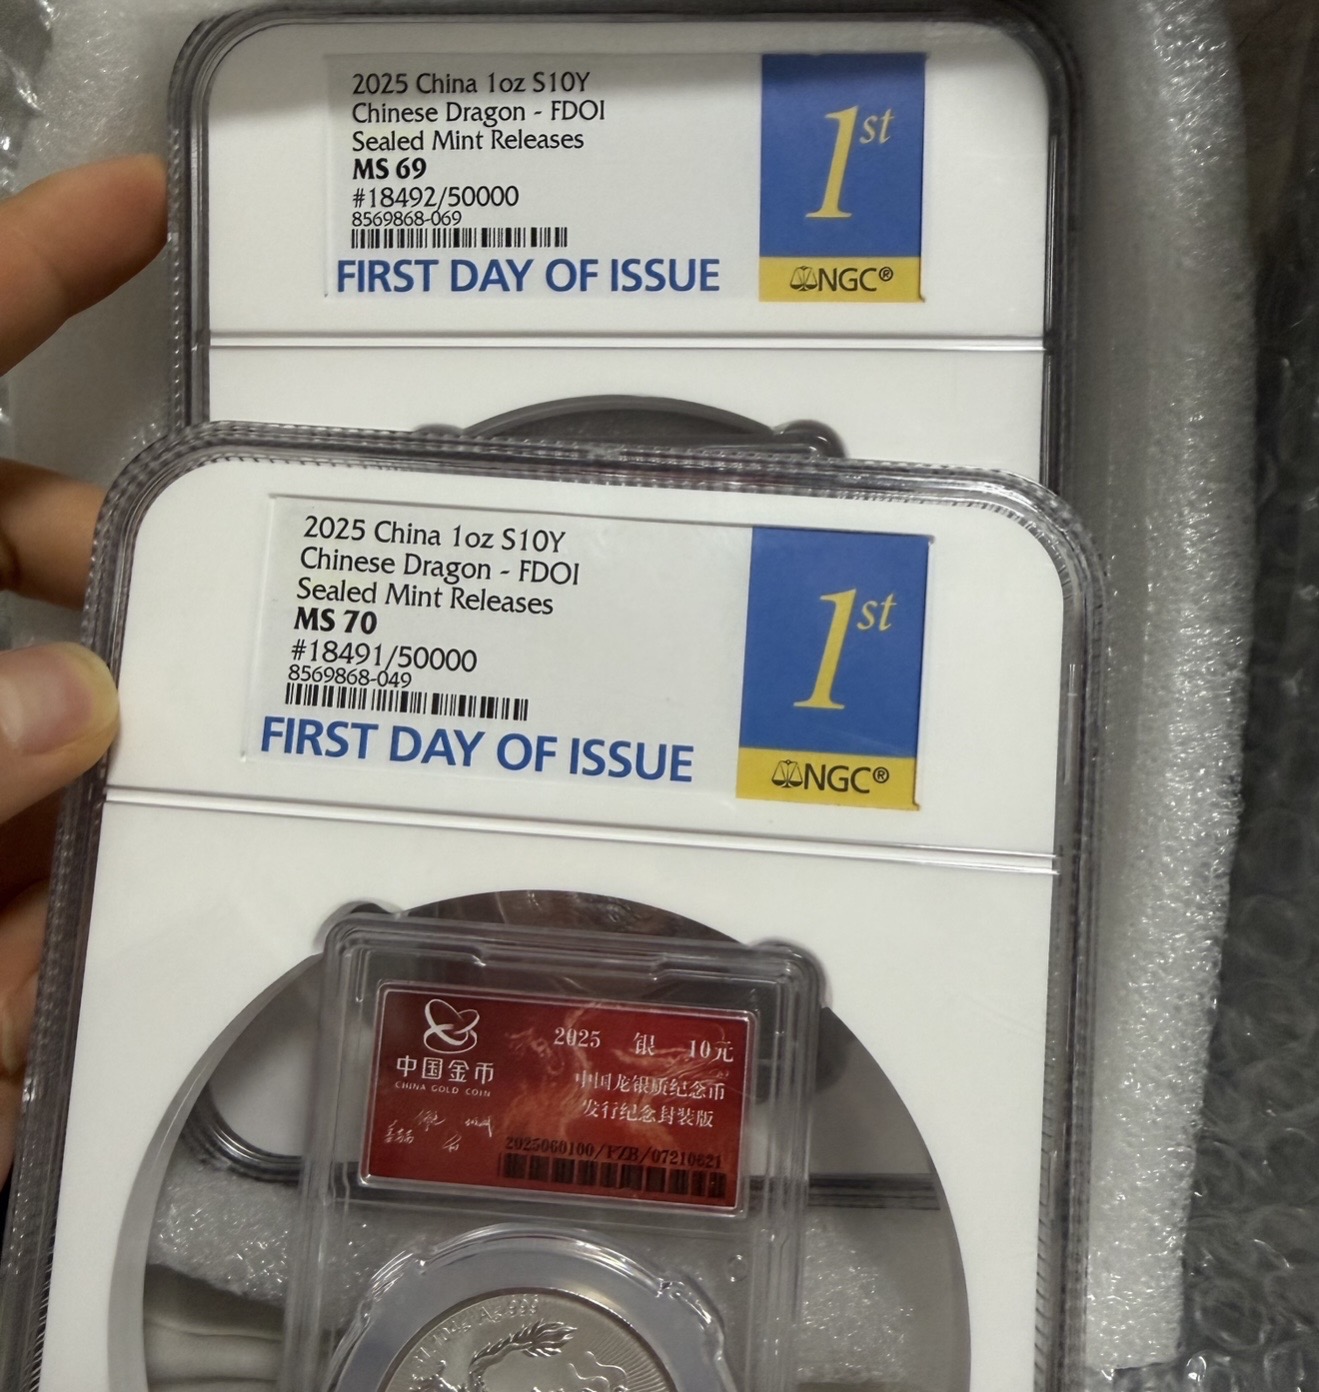 2025 China 1oz S10Y
Chinese Dragon - FDOI
Sealed Mint Releases
MS 69
#18492/50000
8569868-069
FIRST DAY OF ISSUE
1st
NGC®
2025 China 1oz S10Y
Chinese Dragon - FDOI
Sealed Mint Releases
MS 70
#18491/50000
8569868-049
FIRST DAY OF ISSUE
1st
NGC®
中国金币
CHINA GOLD COIN
2025 银 10元
中国龙银质纪念币
发行纪念封装版
2025060100/FZB/07210621
Ag.999